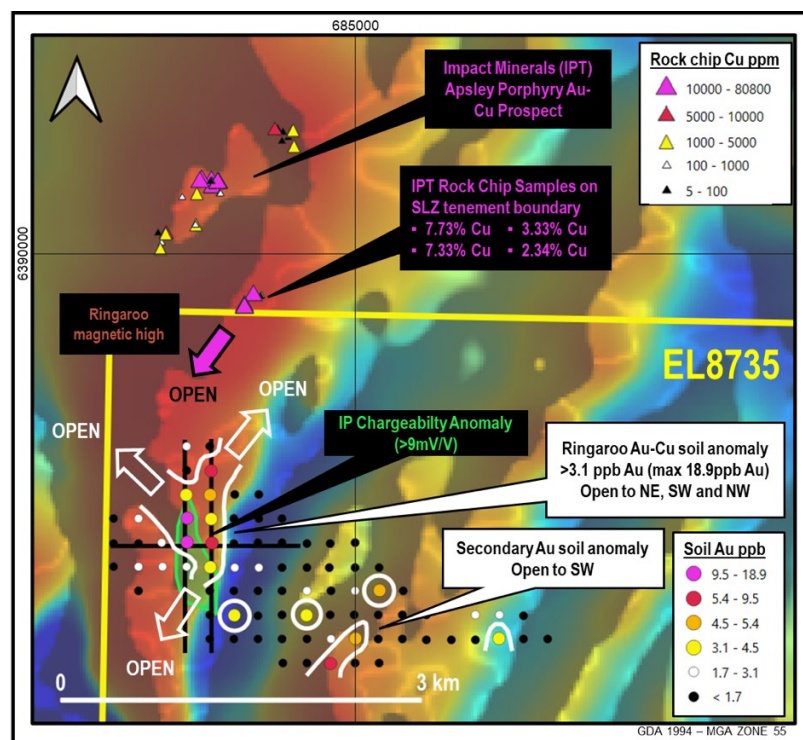 685000
6390000
Impact Minerals (IPT)
Apsley Porphyry Au-
Cu Prospect
Rock chip Cu ppm
10000 - 80800
5000 - 10000
1000 - 5000
100 - 1000
5 - 100
IPT Rock Chip Samples on
SLZ tenement boundary
▪ 7.73% Cu ▪ 3.33% Cu
▪ 7.33% Cu ▪ 2.34% Cu
Ringaroo
magnetic high
EL8735
OPEN
OPEN
OPEN
IP Chargeabilty Anomaly
(>9mV/V)
Ringaroo Au-Cu soil anomaly
>3.1 ppb Au (max 18.9ppb Au)
Open to NE, SW and NW
Secondary Au soil anomaly
Open to SW
Soil Au ppb
9.5 - 18.9
5.4 - 9.5
4.5 - 5.4
3.1 - 4.5
1.7 - 3.1
< 1.7
OPEN
0 3 km
GDA 1994 – MGA ZONE 55